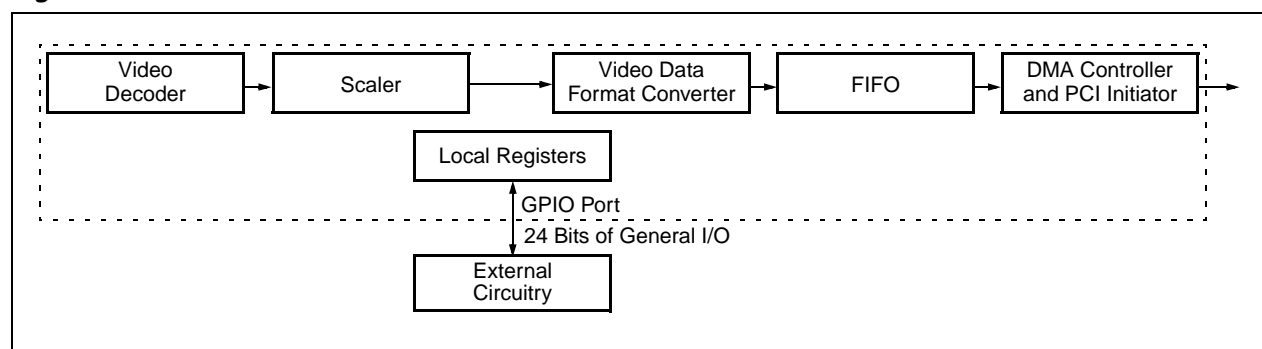 Video
Decoder
Scaler
Video Data
Format Converter
FIFO
DMA Controller
and PCI Initiator
Local Registers
GPIO Port
24 Bits of General I/O
External
Circuitry